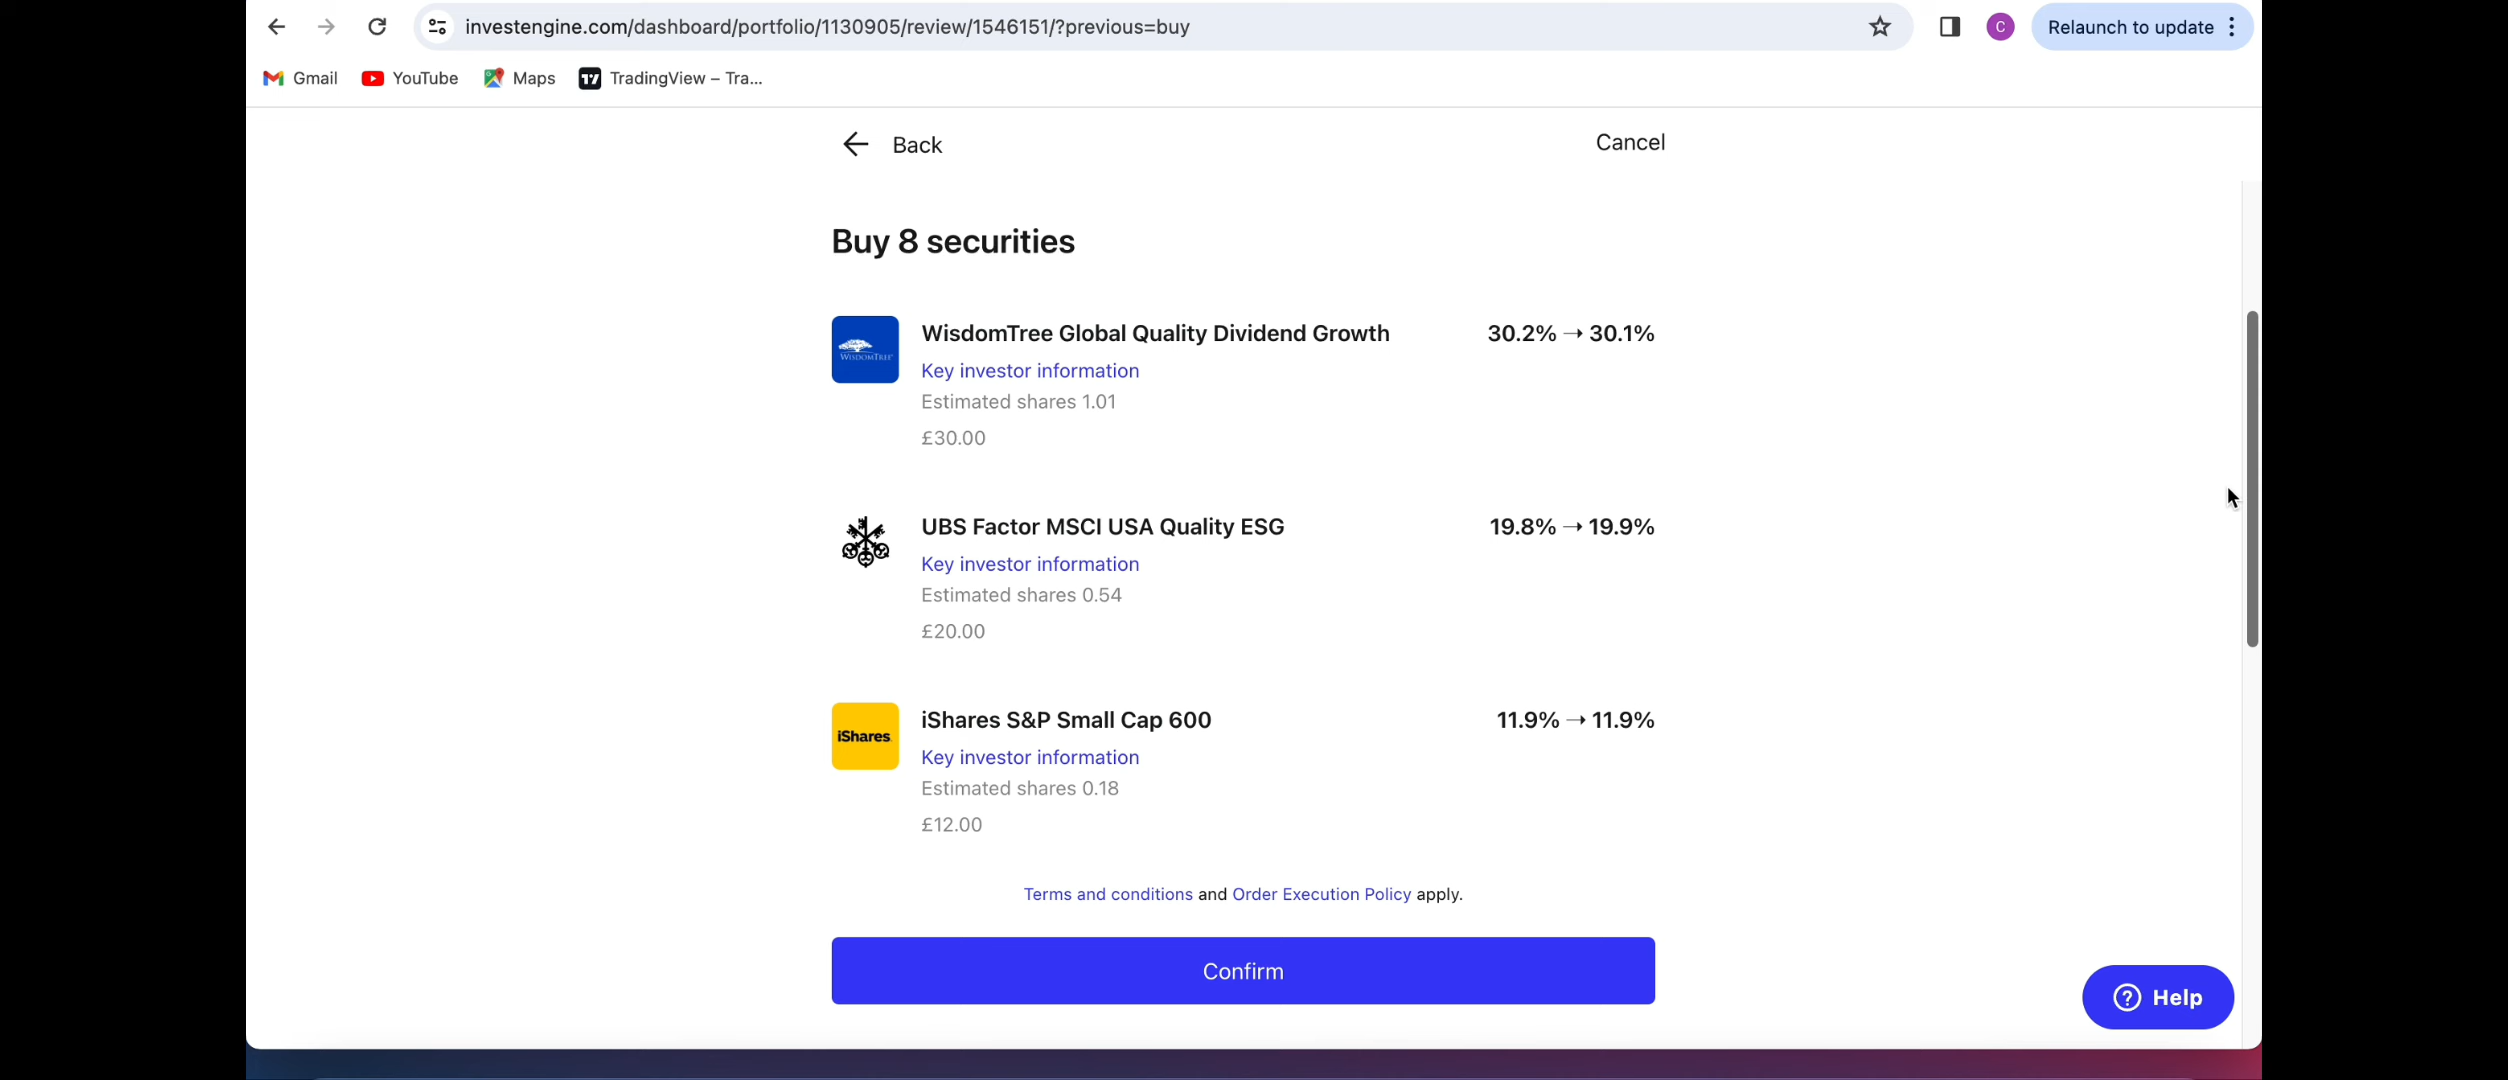 investengine.com/dashboard/portfolio/1130905/review/1546151/?previous=buy
C
Relaunch to update
Gmail
YouTube
Maps
TradingView – Tra...
Back
Cancel
Buy 8 securities
WISDOMTREE
WisdomTree Global Quality Dividend Growth
30.2% → 30.1%
Key investor information
Estimated shares 1.01
£30.00
UBS Factor MSCI USA Quality ESG
19.8% → 19.9%
Key investor information
Estimated shares 0.54
£20.00
iShares
iShares S&P Small Cap 600
11.9% → 11.9%
Key investor information
Estimated shares 0.18
£12.00
Terms and conditions and Order Execution Policy apply.
Confirm
? Help